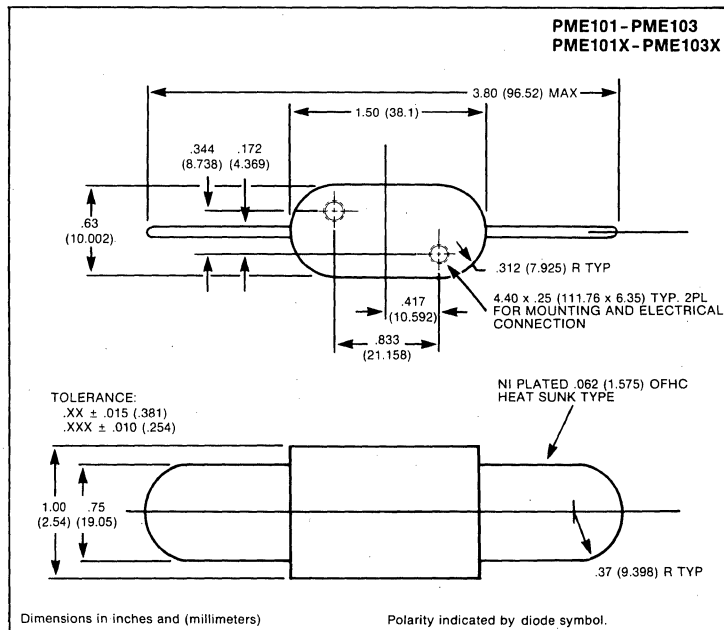 PME101-PME103
PME101X-PME103X
3.80 (96.52) MAX
1.50 (38.1)
.344
(8.738)
.172
(4.369)
.63
(10.002)
.312 (7.925) R TYP
4.40 x .25 (111.76 x 6.35) TYP. 2PL
FOR MOUNTING AND ELECTRICAL
CONNECTION
.417
(10.592)
.833
(21.158)
TOLERANCE:
.XX ± .015 (.381)
.XXX ± .010 (.254)
NI PLATED .062 (1.575) OFHC
HEAT SUNK TYPE
1.00
(2.54)
.75
(19.05)
.37 (9.398) R TYP
Dimensions in inches and (millimeters)
Polarity indicated by diode symbol.